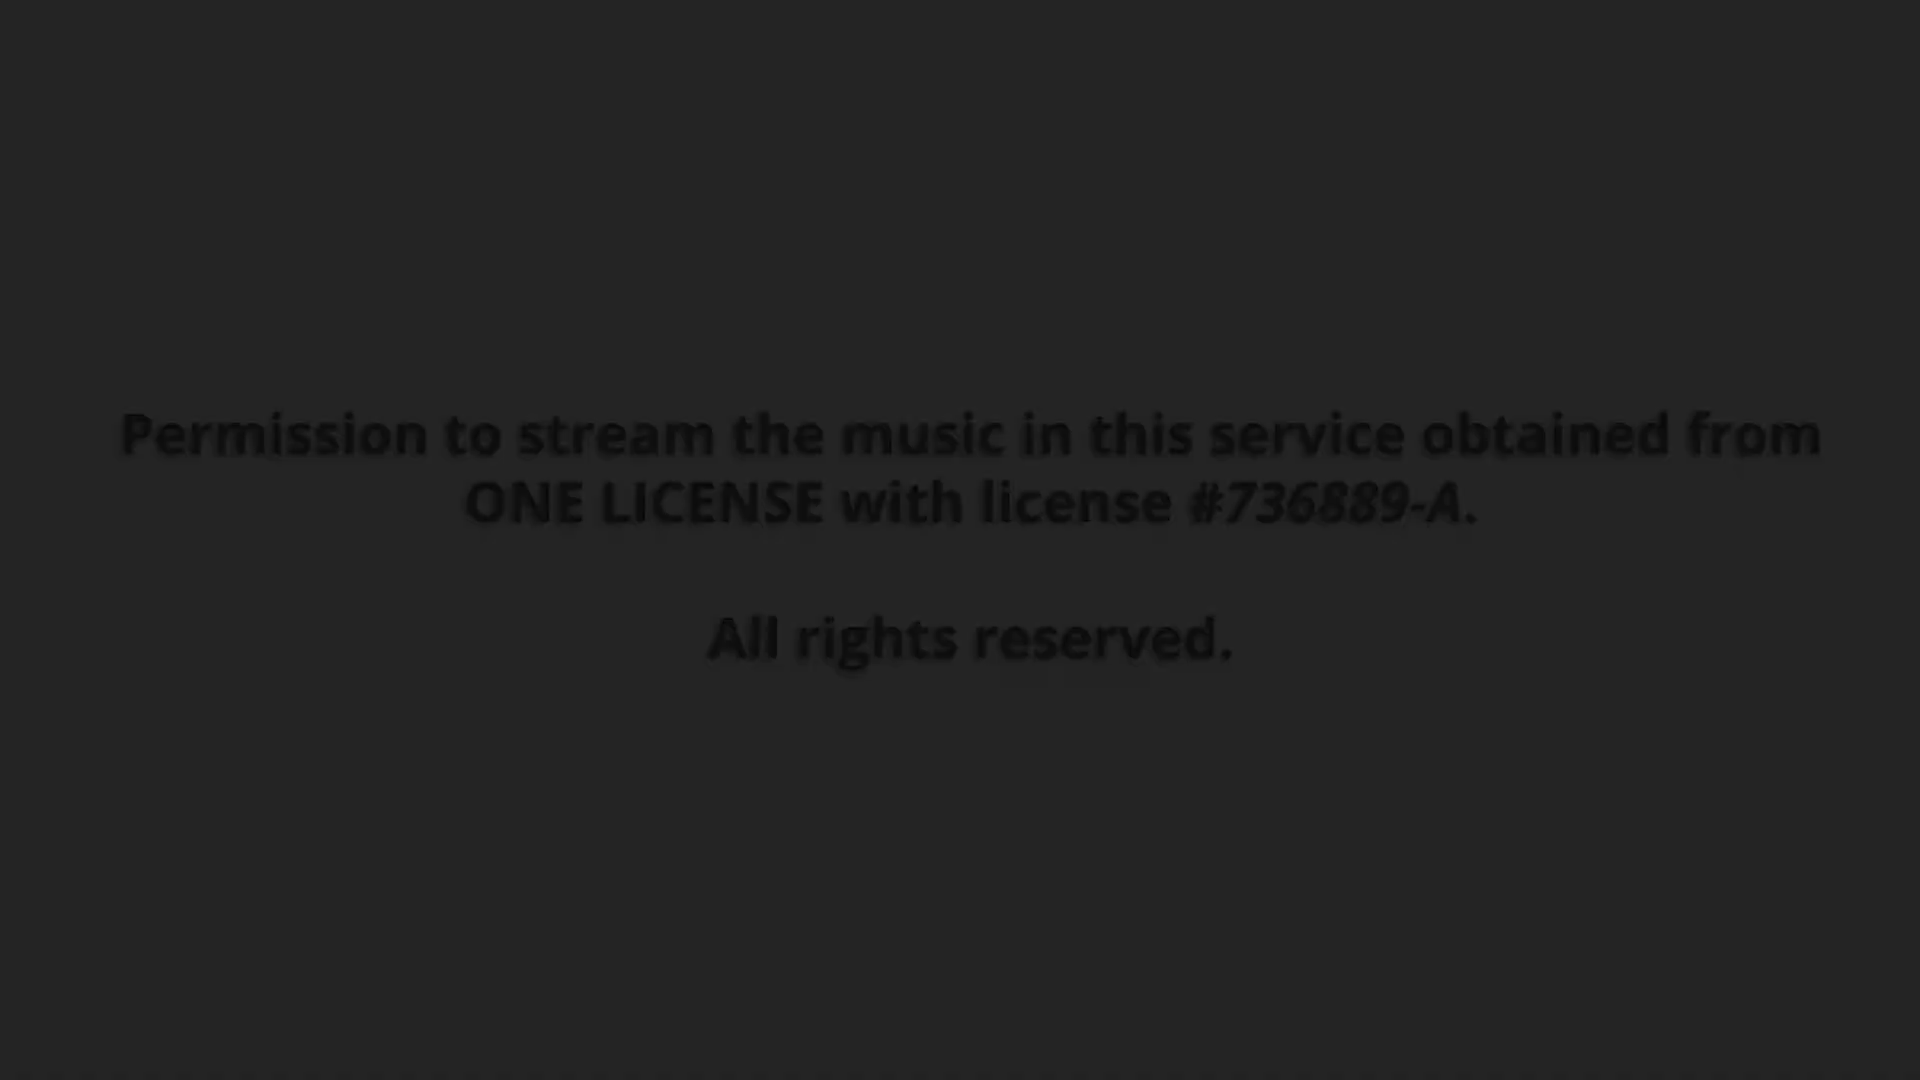 Permission to stream the music in this service obtained from
ONE LICENSE with license #736889-A.
All rights reserved.